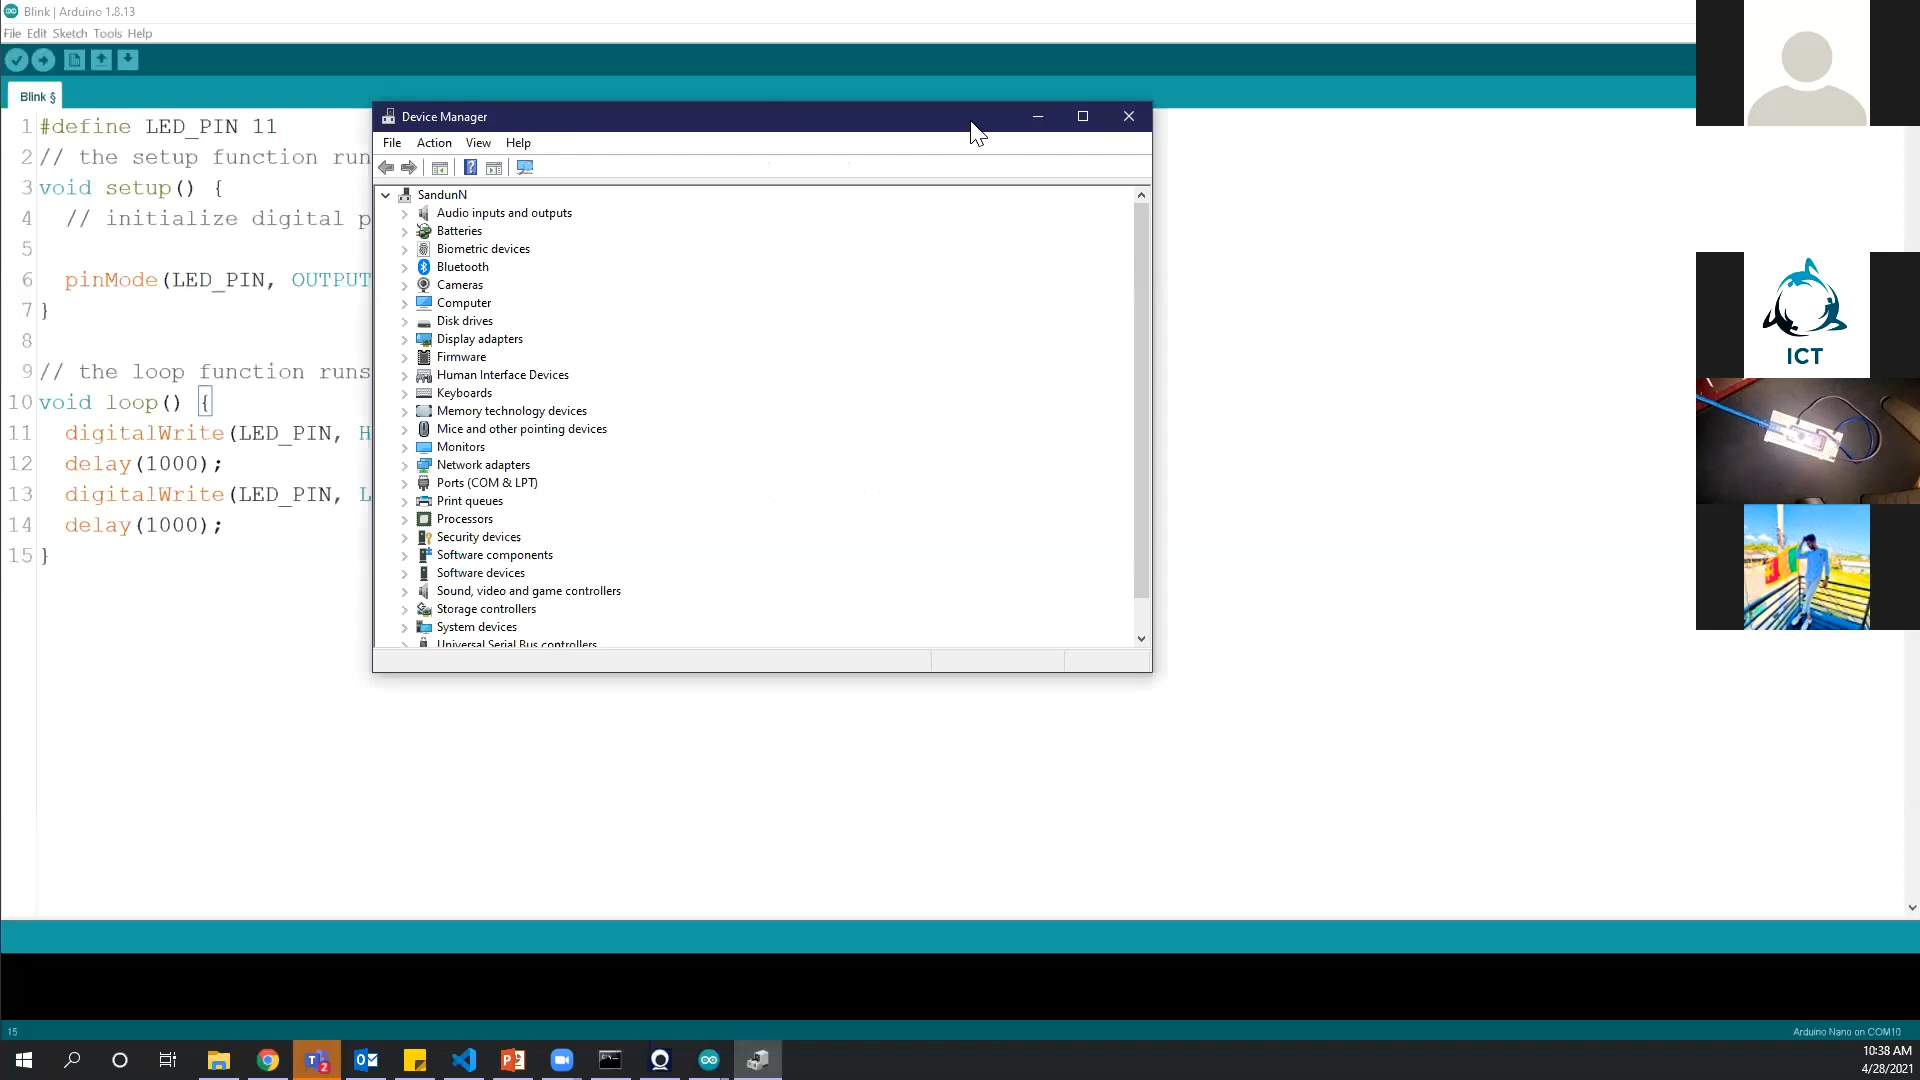 Blink | Arduino 1.8.13
File Edit Sketch Tools Help
Blink §
1 #define LED_PIN 11
2 // the setup function run
3 void setup() {
4 // initialize digital p
5
6 pinMode(LED_PIN, OUTPUT
7 }
8
9 // the loop function runs
10 void loop() {
11 digitalWrite(LED_PIN, H
12 delay(1000);
13 digitalWrite(LED_PIN, L
14 delay(1000);
15 }
Device Manager
File Action View Help
SandunN
Audio inputs and outputs
Batteries
Biometric devices
Bluetooth
Cameras
Computer
Disk drives
Display adapters
Firmware
Human Interface Devices
Keyboards
Memory technology devices
Mice and other pointing devices
Monitors
Network adapters
Ports (COM & LPT)
Print queues
Processors
Security devices
Software components
Software devices
Sound, video and game controllers
Storage controllers
System devices
Universal Serial Bus controllers
ICT
15
Arduino Nano on COM10
10:38 AM
4/28/2021